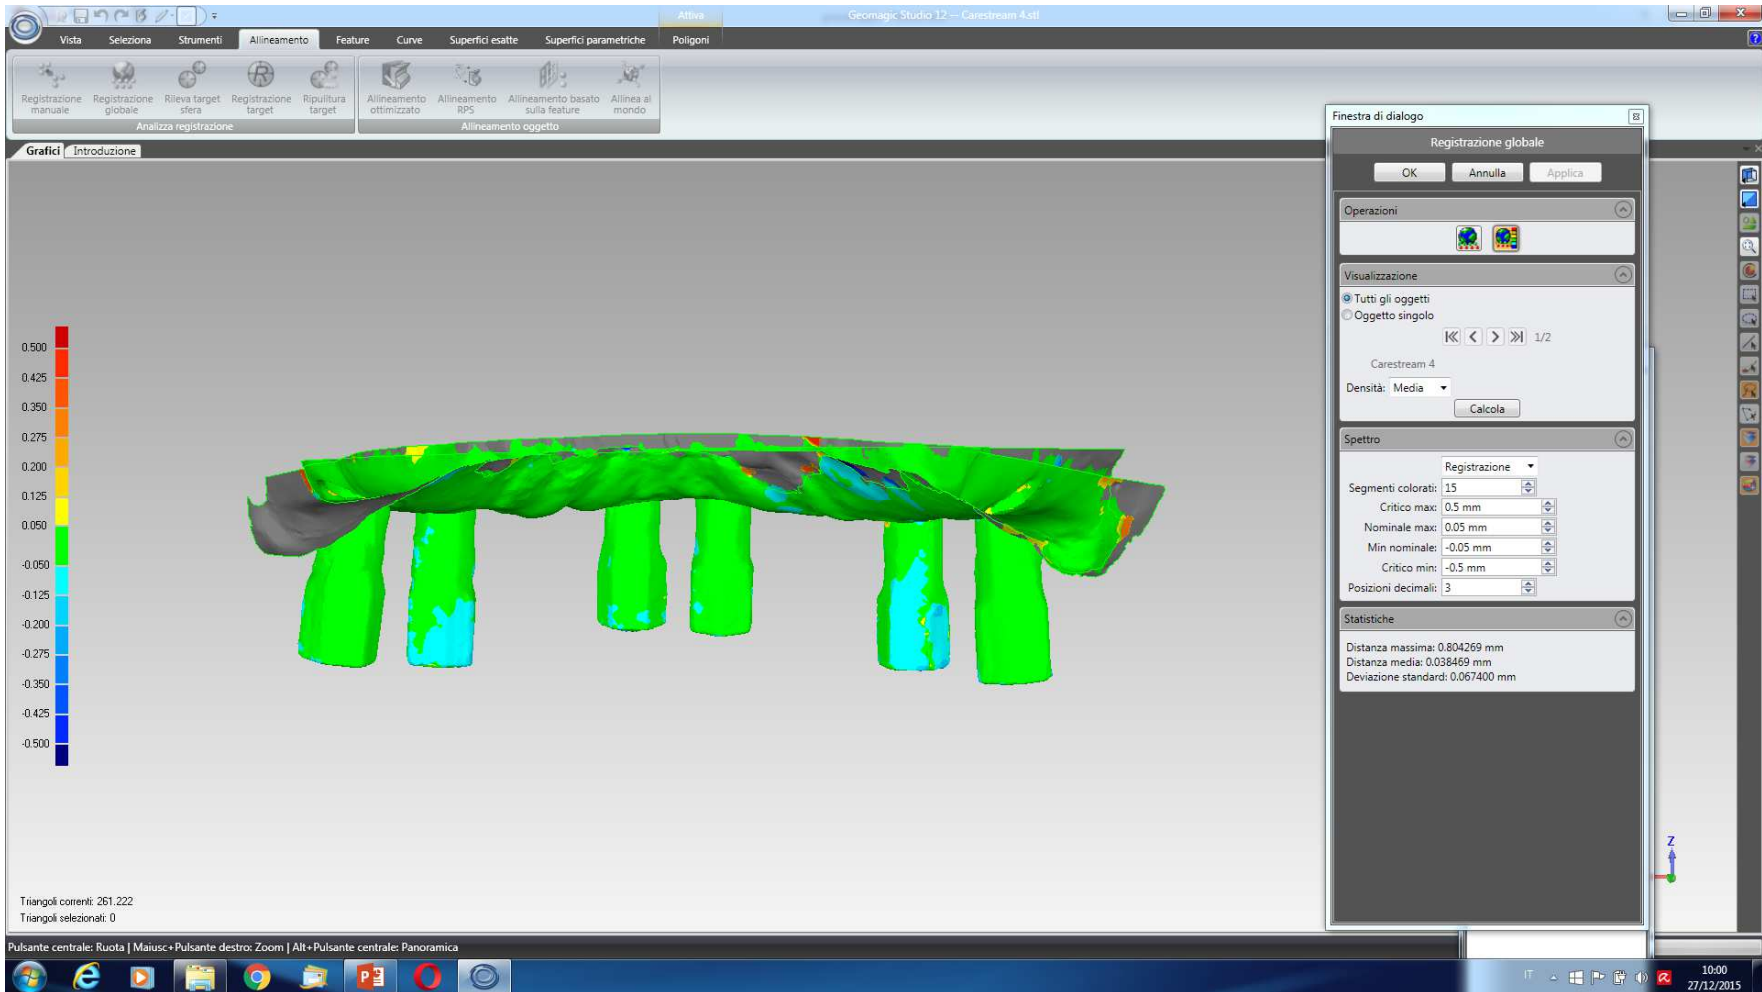 Attiva
Geomagic Studio 12 -- Carestream 4.stl
Vista Seleziona Strumenti Allineamento Feature Curve Superfici esatte Superfici parametriche Poligoni
Registrazione manuale
Registrazione globale
Rileva target sfera
Registrazione target
Ripulitura target
Allineamento ottimizzato
Allineamento RPS
Allineamento basato sulla feature
Allinea al mondo
Analizza registrazione
Allineamento oggetto
Grafici Introduzione
Finestra di dialogo
Registrazione globale
OK Annulla Applica
Operazioni
Visualizzazione
Tutti gli oggetti
Oggetto singolo
1/2
Carestream 4
Densità: Media
Calcola
Spettro
Registrazione
Segmenti colorati: 15
Critico max: 0.5 mm
Nominale max: 0.05 mm
Min nominale: -0.05 mm
Critico min: -0.5 mm
Posizioni decimali: 3
Statistiche
Distanza massima: 0.804269 mm
Distanza media: 0.038469 mm
Deviazione standard: 0.067400 mm
0.500
0.425
0.350
0.275
0.200
0.125
0.050
-0.050
-0.125
-0.200
-0.275
-0.350
-0.425
-0.500
Z
Triangoli correnti: 261.222
Triangoli selezionati: 0
Pulsante centrale: Ruota | Maiusc+Pulsante destro: Zoom | Alt+Pulsante centrale: Panoramica
IT
10:00
27/12/2015